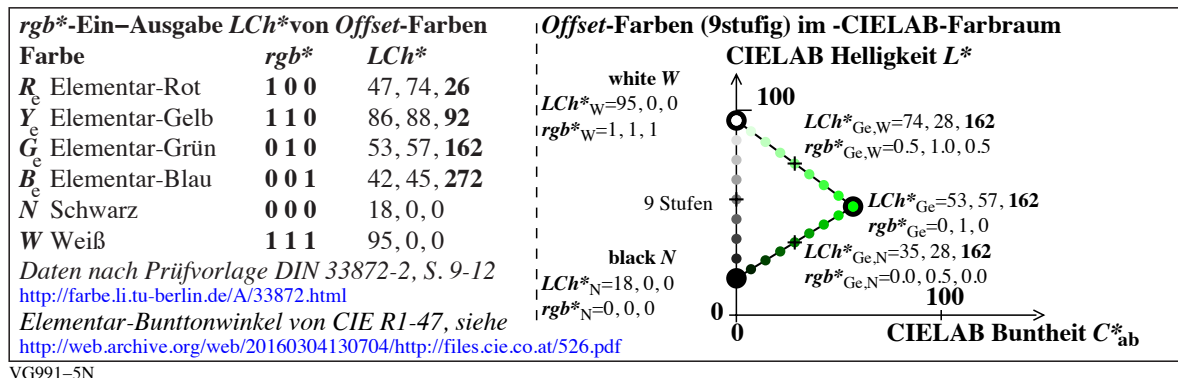 rgb*-Ein–Ausgabe LCh*von Offset-Farben
Farbe rgb* LCh*
Re Elementar-Rot 1 0 0 47, 74, 26
Ye Elementar-Gelb 1 1 0 86, 88, 92
Ge Elementar-Grün 0 1 0 53, 57, 162
Be Elementar-Blau 0 0 1 42, 45, 272
N Schwarz 0 0 0 18, 0, 0
W Weiß 1 1 1 95, 0, 0
Daten nach Prüfvorlage DIN 33872-2, S. 9-12
http://farbe.li.tu-berlin.de/A/33872.html
Elementar-Bunttonwinkel von CIE R1-47, siehe
http://web.archive.org/web/20160304130704/http://files.cie.co.at/526.pdf
Offset-Farben (9stufig) im -CIELAB-Farbraum
CIELAB Helligkeit L*
white W
LCh*W=95, 0, 0
rgb*W=1, 1, 1
100
LCh*Ge,W=74, 28, 162
rgb*Ge,W=0.5, 1.0, 0.5
9 Stufen
LCh*Ge=53, 57, 162
rgb*Ge=0, 1, 0
LCh*Ge,N=35, 28, 162
rgb*Ge,N=0.0, 0.5, 0.0
black N
LCh*N=18, 0, 0
rgb*N=0, 0, 0
0
0
100
CIELAB Buntheit C*ab
VG991–5N